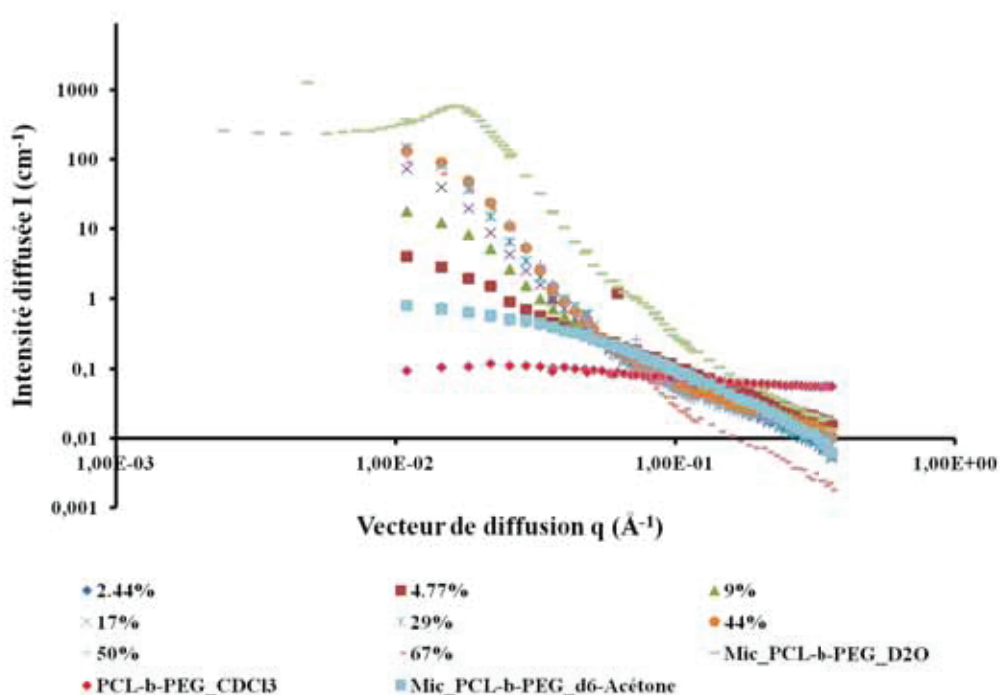 Intensité diffusée I (cm-1)
1000
100
10
1
0,1
0,01
0,001
1,00E-03
1,00E-02
1,00E-01
1,00E+00
Vecteur de diffusion q (Å-1)
2.44%
4.77%
9%
17%
29%
44%
50%
67%
Mic_PCL-b-PEG_D2O
PCL-b-PEG_CDCl3
Mic_PCL-b-PEG_d6-Acétone